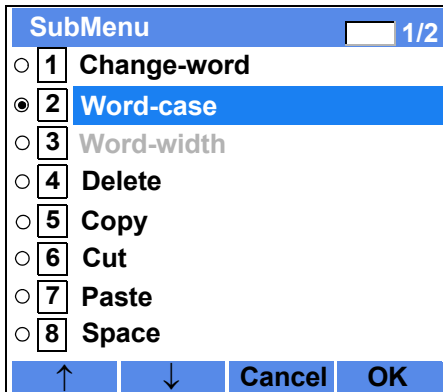 SubMenu 1/2
1 Change-word
2 Word-case
3 Word-width
4 Delete
5 Copy
6 Cut
7 Paste
8 Space
↑ ↓ Cancel OK